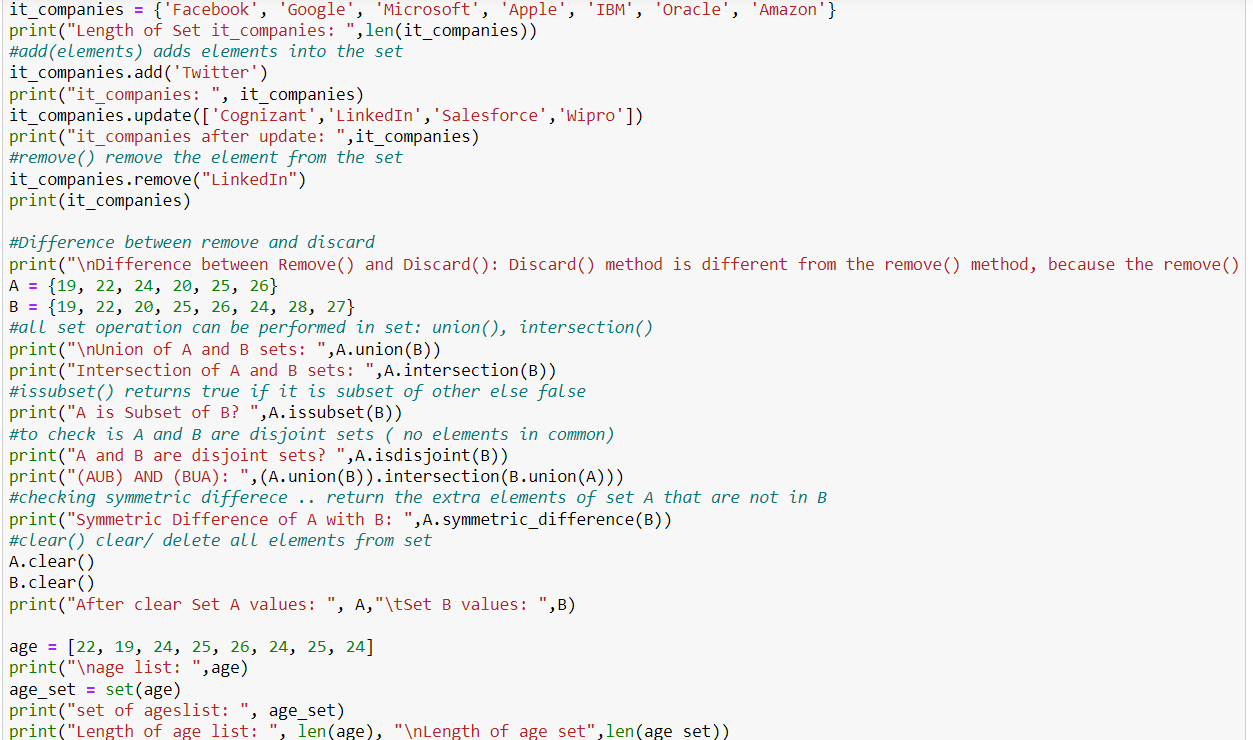 it_companies = {'Facebook', 'Google', 'Microsoft', 'Apple', 'IBM', 'Oracle', 'Amazon'}
print("Length of Set it_companies: ",len(it_companies))
#add(elements) adds elements into the set
it_companies.add('Twitter')
print("it_companies: ", it_companies)
it_companies.update(['Cognizant','LinkedIn','Salesforce','Wipro'])
print("it_companies after update: ",it_companies)
#remove() remove the element from the set
it_companies.remove("LinkedIn")
print(it_companies)

#Difference between remove and discard
print("\nDifference between Remove() and Discard(): Discard() method is different from the remove() method, because the remove()
A = {19, 22, 24, 20, 25, 26}
B = {19, 22, 20, 25, 26, 24, 28, 27}
#all set operation can be performed in set: union(), intersection()
print("\nUnion of A and B sets: ",A.union(B))
print("Intersection of A and B sets: ",A.intersection(B))
#issubset() returns true if it is subset of other else false
print("A is Subset of B? ",A.issubset(B))
#to check is A and B are disjoint sets ( no elements in common)
print("A and B are disjoint sets? ",A.isdisjoint(B))
print("(AUB) AND (BUA): ",(A.union(B)).intersection(B.union(A)))
#checking symmetric differece .. return the extra elements of set A that are not in B
print("Symmetric Difference of A with B: ",A.symmetric_difference(B))
#clear() clear/ delete all elements from set
A.clear()
B.clear()
print("After clear Set A values: ", A,"\tSet B values: ",B)

age = [22, 19, 24, 25, 26, 24, 25, 24]
print("\nage list: ",age)
age_set = set(age)
print("set of ageslist: ", age_set)
print("Length of age list: ", len(age), "\nLength of age set",len(age_set))